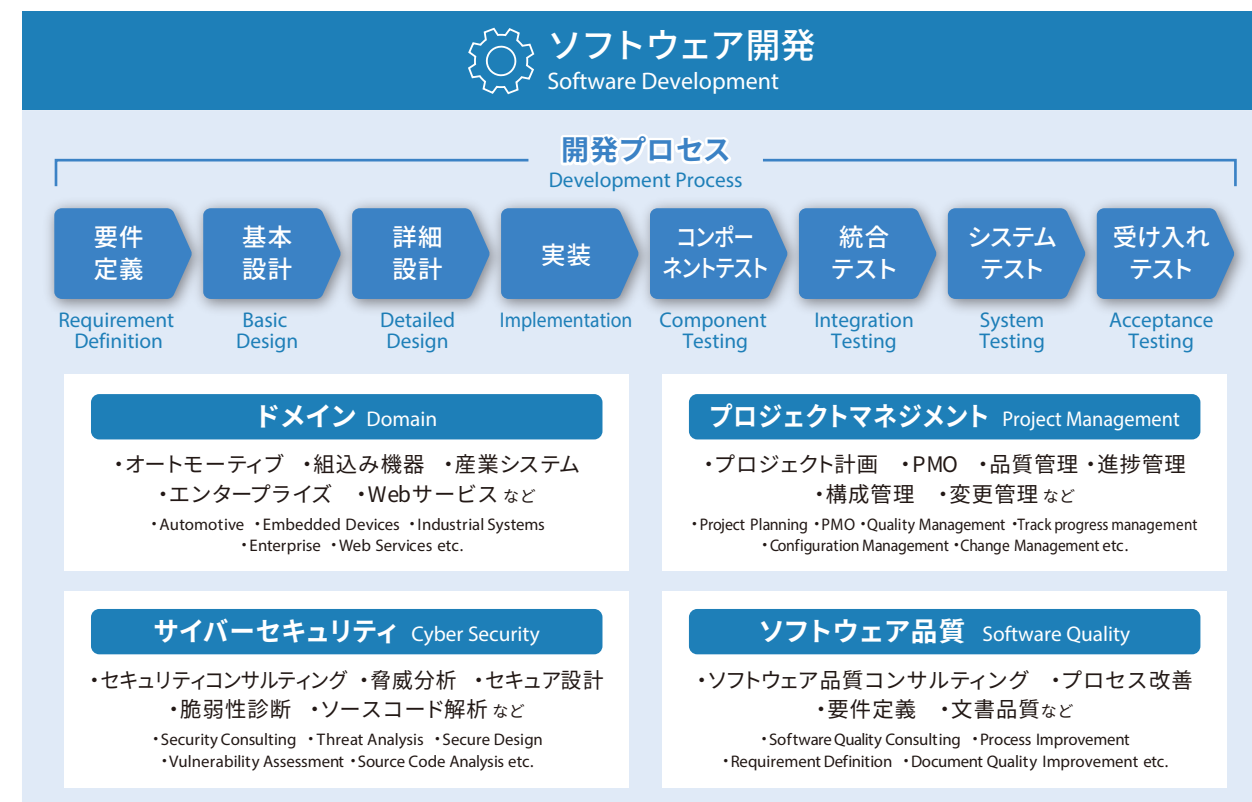 ソフトウェア開発
Software Development
開発プロセス
Development Process
要件
定義
基本
設計
詳細
設計
実装
コンポー
ネントテスト
統合
テスト
システム
テスト
受け入れ
テスト
Requirement
Definition
Basic
Design
Detailed
Design
Implementation
Component
Testing
Integration
Testing
System
Testing
Acceptance
Testing
ドメイン Domain
・オートモーティブ ・組込み機器 ・産業システム
・エンタープライズ ・Webサービス など
・Automotive ・Embedded Devices ・Industrial Systems
・Enterprise ・Web Services etc.
プロジェクトマネジメント Project Management
・プロジェクト計画 ・PMO ・品質管理 ・進捗管理
・構成管理 ・変更管理 など
・Project Planning ・PMO ・Quality Management ・Track progress management
・Configuration Management ・Change Management etc.
サイバーセキュリティ Cyber Security
・セキュリティコンサルティング ・脅威分析 ・セキュア設計
・脆弱性診断 ・ソースコード解析 など
・Security Consulting ・Threat Analysis ・Secure Design
・Vulnerability Assessment ・Source Code Analysis etc.
ソフトウェア品質 Software Quality
・ソフトウェア品質コンサルティング ・プロセス改善
・要件定義 ・文書品質など
・Software Quality Consulting ・Process Improvement
・Requirement Definition ・Document Quality Improvement etc.